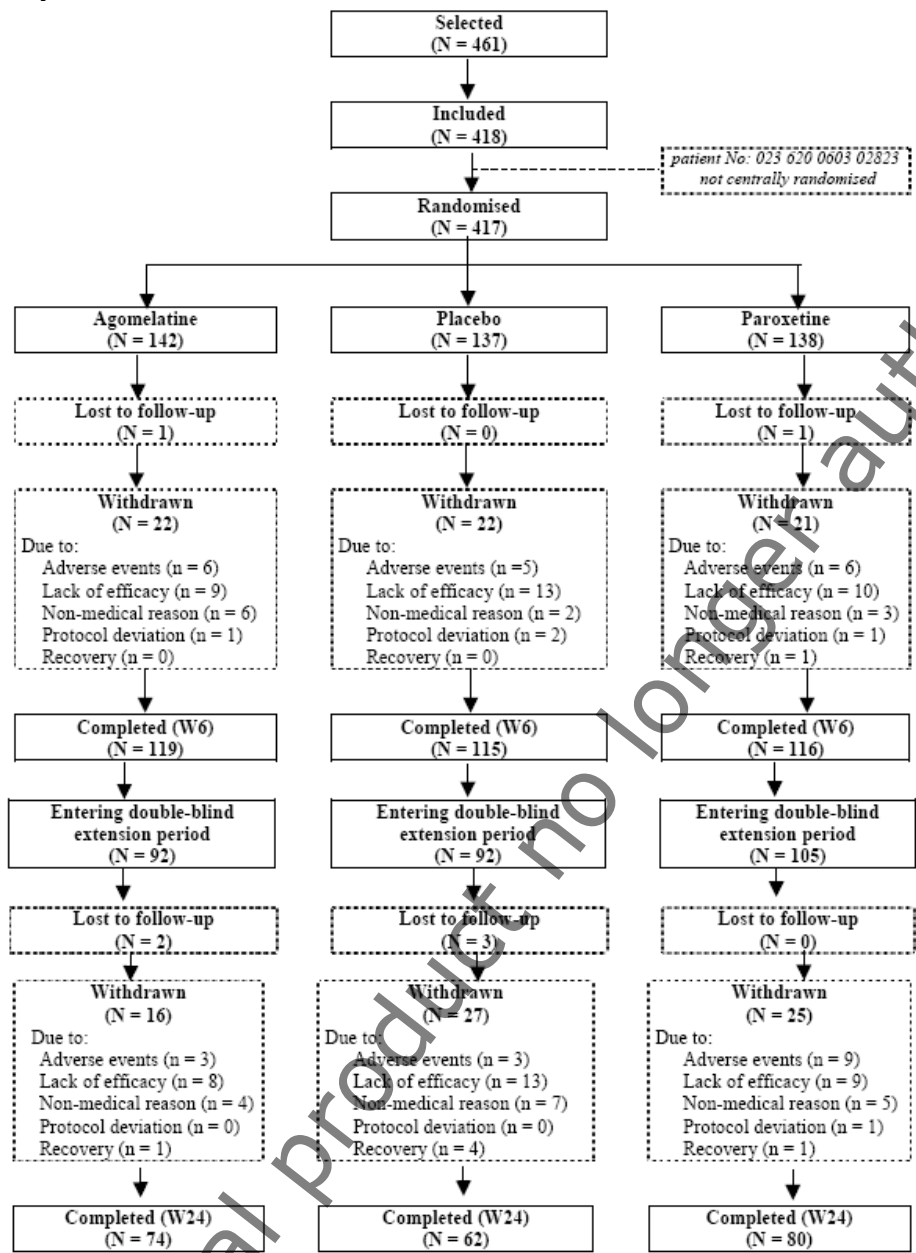 Selected
(N = 461)
Included
(N = 418)
patient No: 023 620 0603 02823
not centrally randomised
Randomised
(N = 417)
Agomelatine
(N = 142)
Placebo
(N = 137)
Paroxetine
(N = 138)
Lost to follow-up
(N = 1)
Lost to follow-up
(N = 0)
Lost to follow-up
(N = 1)
Withdrawn
(N = 22)
Due to:
Adverse events (n = 6)
Lack of efficacy (n = 9)
Non-medical reason (n = 6)
Protocol deviation (n = 1)
Recovery (n = 0)
Withdrawn
(N = 22)
Due to:
Adverse events (n =5)
Lack of efficacy (n = 13)
Non-medical reason (n = 2)
Protocol deviation (n = 2)
Recovery (n = 0)
Withdrawn
(N = 21)
Due to:
Adverse events (n = 6)
Lack of efficacy (n = 10)
Non-medical reason (n = 3)
Protocol deviation (n = 1)
Recovery (n = 1)
Completed (W6)
(N = 119)
Completed (W6)
(N = 115)
Completed (W6)
(N = 116)
Entering double-blind
extension period
(N = 92)
Entering double-blind
extension period
(N = 92)
Entering double-blind
extension period
(N = 105)
Lost to follow-up
(N = 2)
Lost to follow-up
(N = 3)
Lost to follow-up
(N = 0)
Withdrawn
(N = 16)
Due to:
Adverse events (n = 3)
Lack of efficacy (n = 8)
Non-medical reason (n = 4)
Protocol deviation (n = 0)
Recovery (n = 1)
Withdrawn
(N = 27)
Due to:
Adverse events (n = 3)
Lack of efficacy (n = 13)
Non-medical reason (n = 7)
Protocol deviation (n = 0)
Recovery (n = 4)
Withdrawn
(N = 25)
Due to:
Adverse events (n = 9)
Lack of efficacy (n = 9)
Non-medical reason (n = 5)
Protocol deviation (n = 1)
Recovery (n = 1)
Completed (W24)
(N = 74)
Completed (W24)
(N = 62)
Completed (W24)
(N = 80)
product no longer